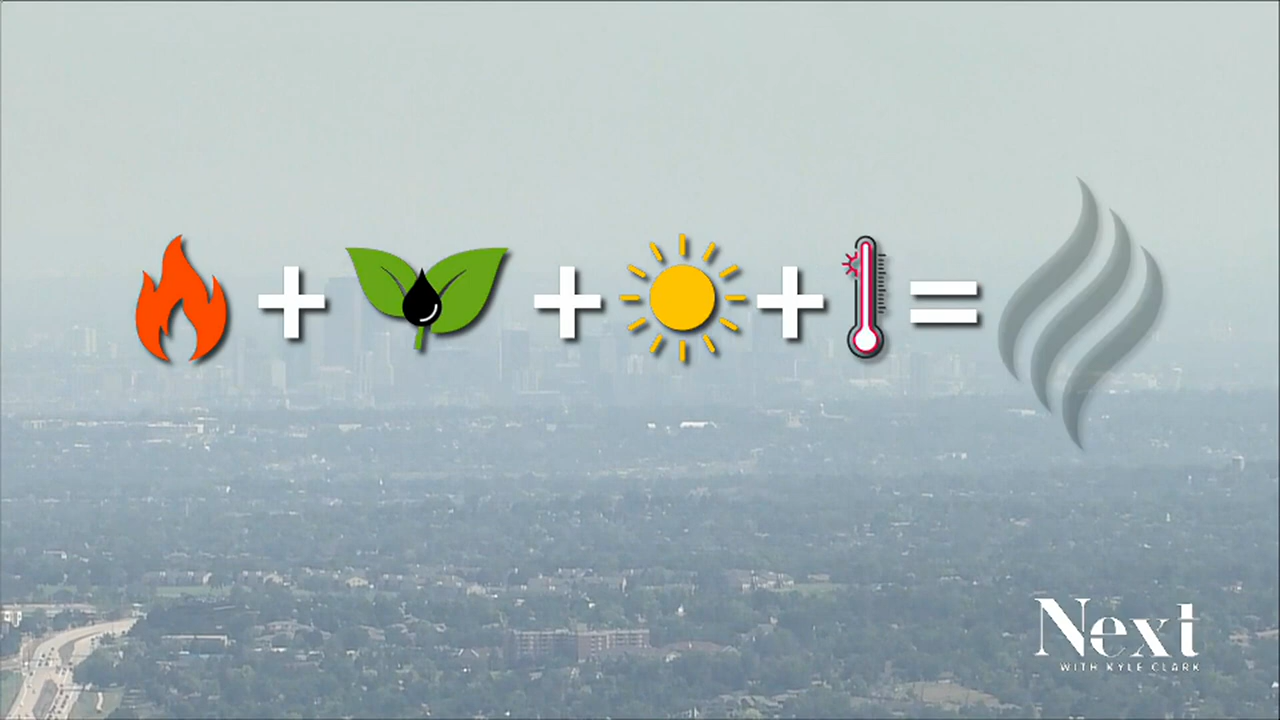 + + + =
Next
WITH KYLE CLARK